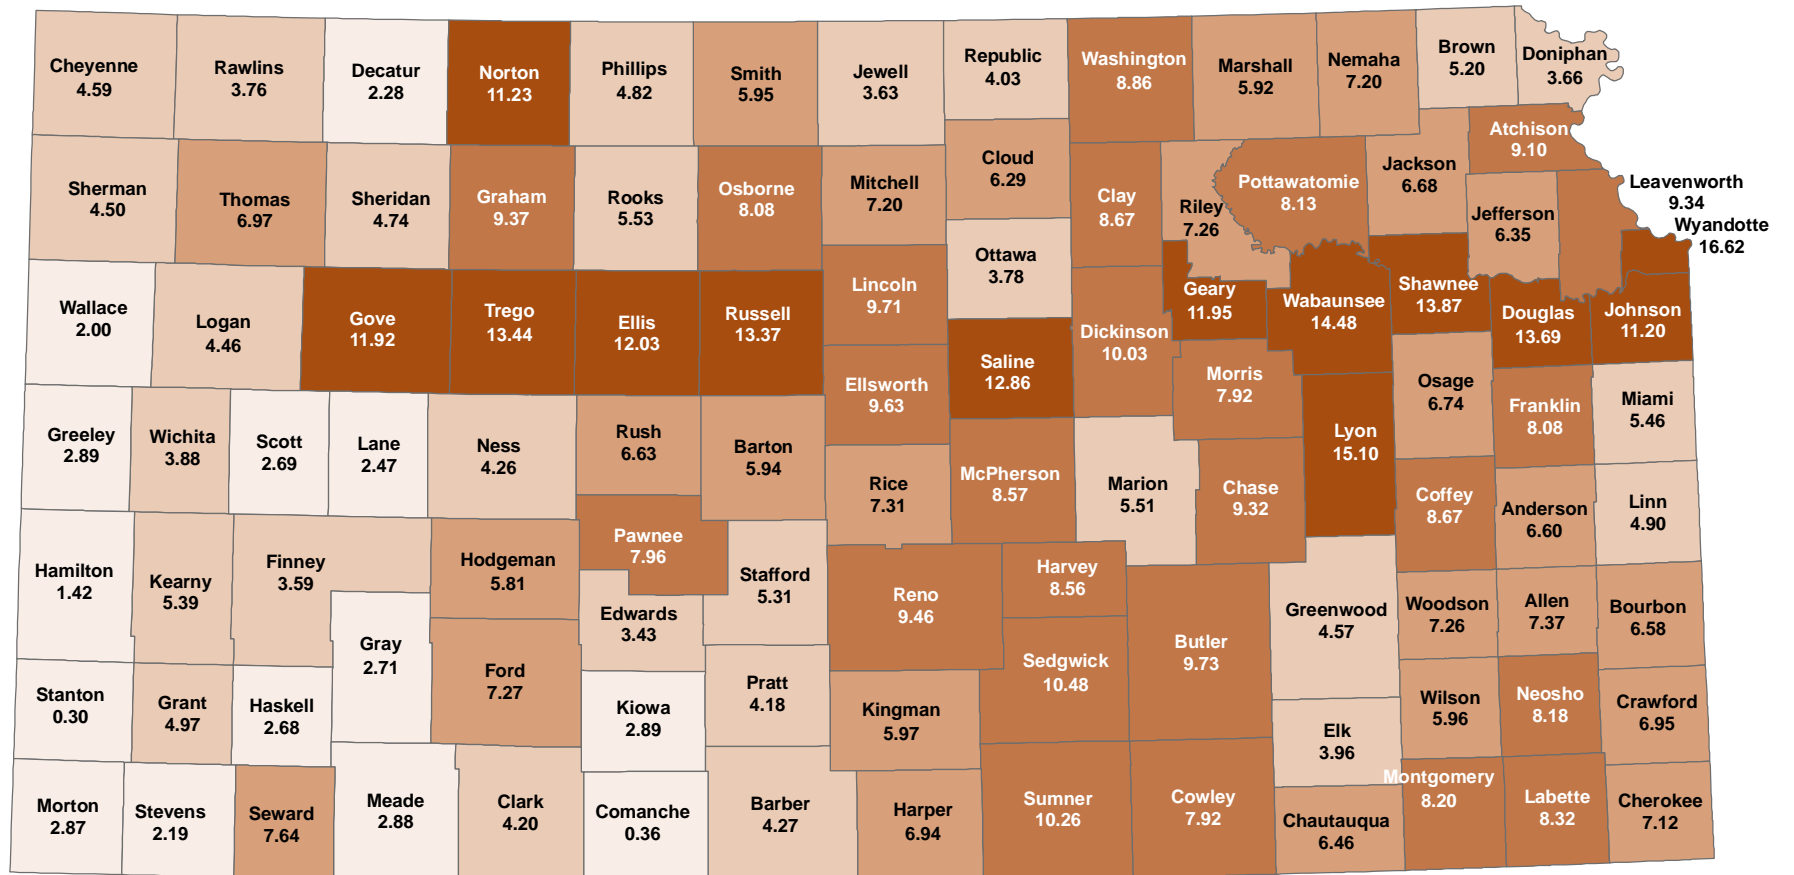 Cheyenne
4.59
Rawlins
3.76
Decatur
2.28
Norton
11.23
Phillips
4.82
Smith
5.95
Jewell
3.63
Republic
4.03
Washington
8.86
Marshall
5.92
Nemaha
7.20
Brown
5.20
Doniphan
3.66
Atchison
9.10
Sherman
4.50
Thomas
6.97
Sheridan
4.74
Graham
9.37
Rooks
5.53
Osborne
8.08
Mitchell
7.20
Cloud
6.29
Clay
8.67
Riley
7.26
Pottawatomie
8.13
Jackson
6.68
Jefferson
6.35
Leavenworth
9.34
Wyandotte
16.62
Wallace
2.00
Logan
4.46
Gove
11.92
Trego
13.44
Ellis
12.03
Russell
13.37
Lincoln
9.71
Ottawa
3.78
Saline
12.86
Dickinson
10.03
Geary
11.95
Wabaunsee
14.48
Shawnee
13.87
Douglas
13.69
Johnson
11.20
Ellsworth
9.63
Morris
7.92
Osage
6.74
Franklin
8.08
Miami
5.46
Greeley
2.89
Wichita
3.88
Scott
2.69
Lane
2.47
Ness
4.26
Rush
6.63
Barton
5.94
Rice
7.31
McPherson
8.57
Marion
5.51
Chase
9.32
Lyon
15.10
Coffey
8.67
Anderson
6.60
Linn
4.90
Hamilton
1.42
Kearny
5.39
Finney
3.59
Hodgeman
5.81
Pawnee
7.96
Stafford
5.31
Edwards
3.43
Reno
9.46
Harvey
8.56
Butler
9.73
Greenwood
4.57
Woodson
7.26
Allen
7.37
Bourbon
6.58
Gray
2.71
Ford
7.27
Sedgwick
10.48
Stanton
0.30
Grant
4.97
Haskell
2.68
Kiowa
2.89
Pratt
4.18
Kingman
5.97
Elk
3.96
Wilson
5.96
Neosho
8.18
Crawford
6.95
Morton
2.87
Stevens
2.19
Seward
7.64
Meade
2.88
Clark
4.20
Comanche
0.36
Barber
4.27
Harper
6.94
Sumner
10.26
Cowley
7.92
Chautauqua
6.46
Montgomery
8.20
Labette
8.32
Cherokee
7.12